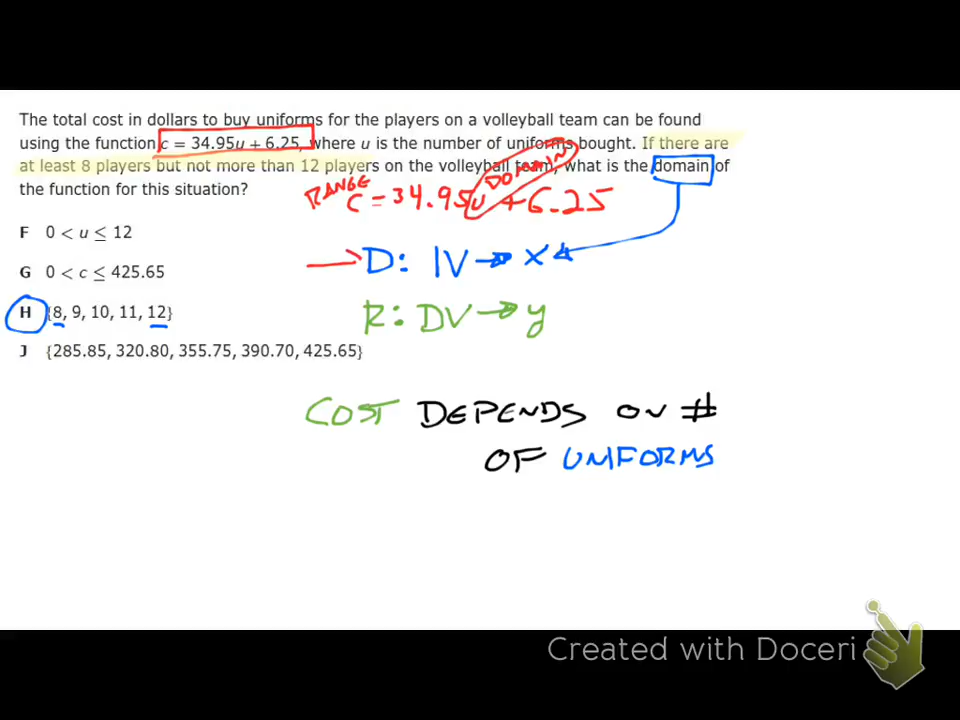 The total cost in dollars to buy uniforms for the players on a volleyball team can be found
using the function c = 34.95u + 6.25, where u is the number of uniforms bought. If there are
at least 8 players but not more than 12 players on the volleyball team, what is the domain of
the function for this situation?
RANGE DOMAIN
C = 34.95u + 6.25
F 0 < u ≤ 12
D: IV → X
G 0 < c ≤ 425.65
H {8, 9, 10, 11, 12}
R: DV → y
J {285.85, 320.80, 355.75, 390.70, 425.65}
COST DEPENDS ON #
OF UNIFORMS
Created with Doceri